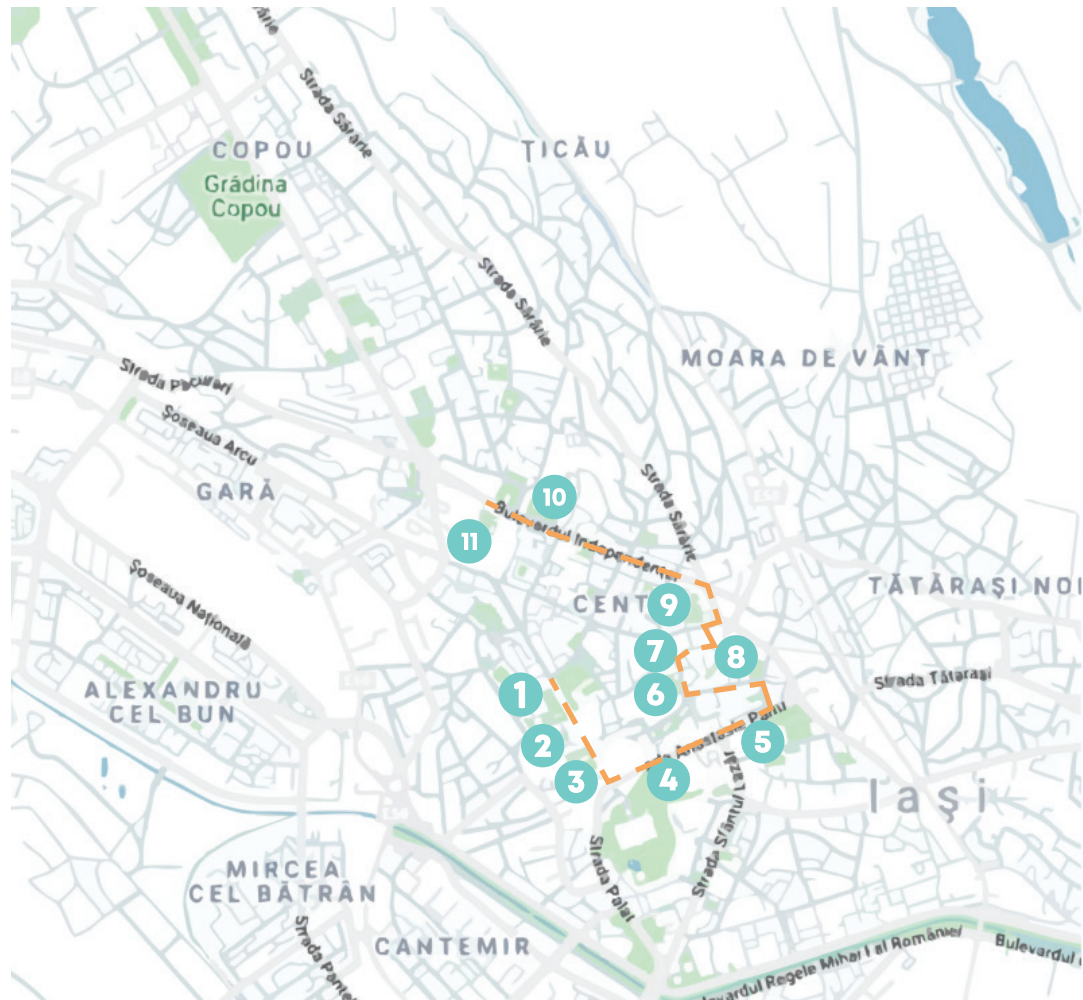 Strada Sărărie
COPOU
Grădina
Copou
ȚICĂU
Strada Sărărie
MOARA DE VÂNT
Strada Păcurari
Șoseaua Arcu
GARĂ
Strada Sărărie
10
Bulevardul Independenței
11
Șoseaua Națională
CENT
9
TĂTĂRAȘI NOI
7
8
Strada Tătărași
6
1
ALEXANDRU
CEL BUN
2
5
3
4
Iași
Strada Sfântul Lazăr
Strada Palat
MIRCEA
CEL BĂTRÂN
CANTEMIR
Regele Mihai I al României
Bulevardul